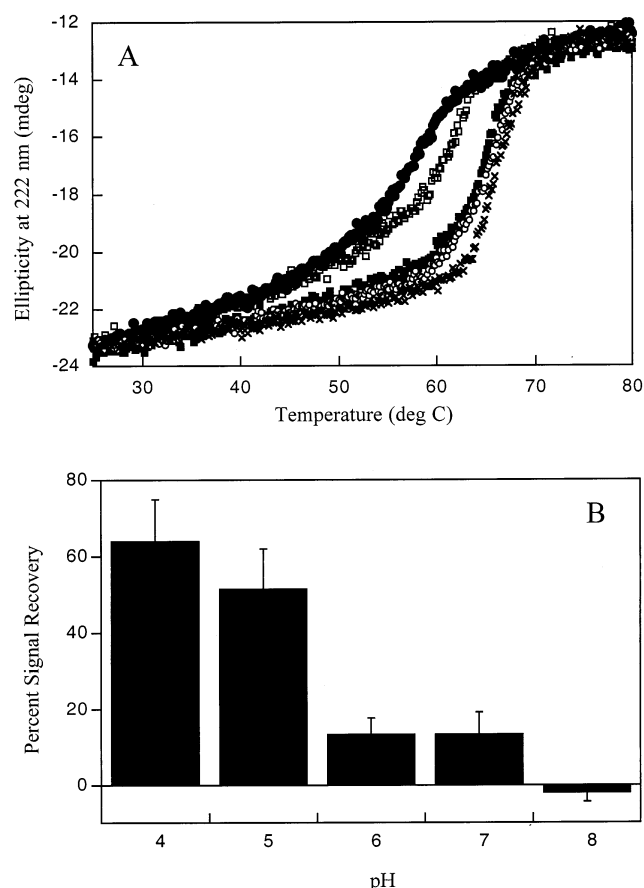 A
-12
-14
-16
-18
-20
-22
-24
Ellipticity at 222 nm (mdeg)
30 40 50 60 70 80
Temperature (deg C)
B
80
60
40
20
0
Percent Signal Recovery
4 5 6 7 8
pH